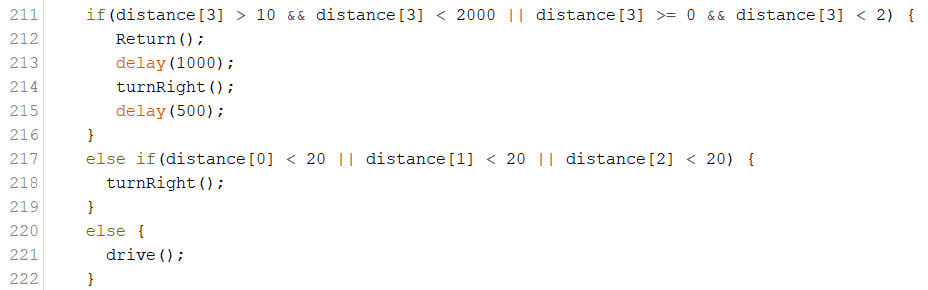 211 if(distance[3] > 10 && distance[3] < 2000 || distance[3] >= 0 && distance[3] < 2) {
212 Return();
213 delay(1000);
214 turnRight();
215 delay(500);
216 }
217 else if(distance[0] < 20 || distance[1] < 20 || distance[2] < 20) {
218 turnRight();
219 }
220 else {
221 drive();
222 }